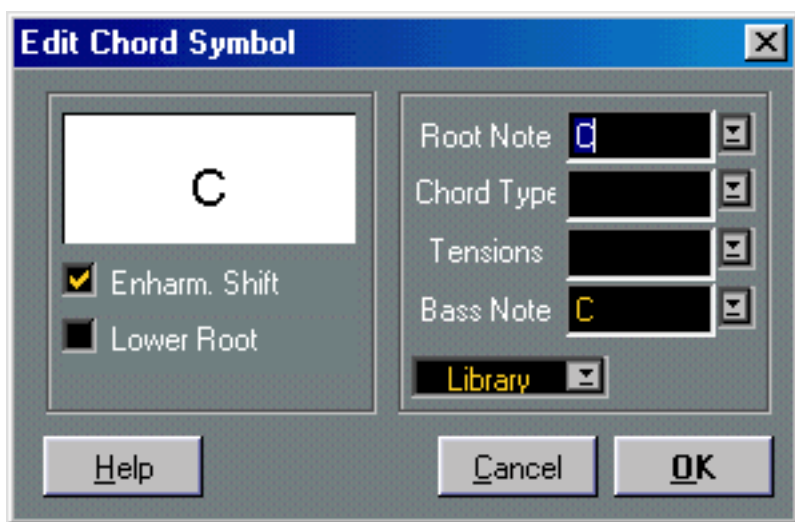 Edit Chord Symbol
C
Enharm. Shift
Lower Root
Root Note C
Chord Type
Tensions
Bass Note C
Library
Help
Cancel
OK